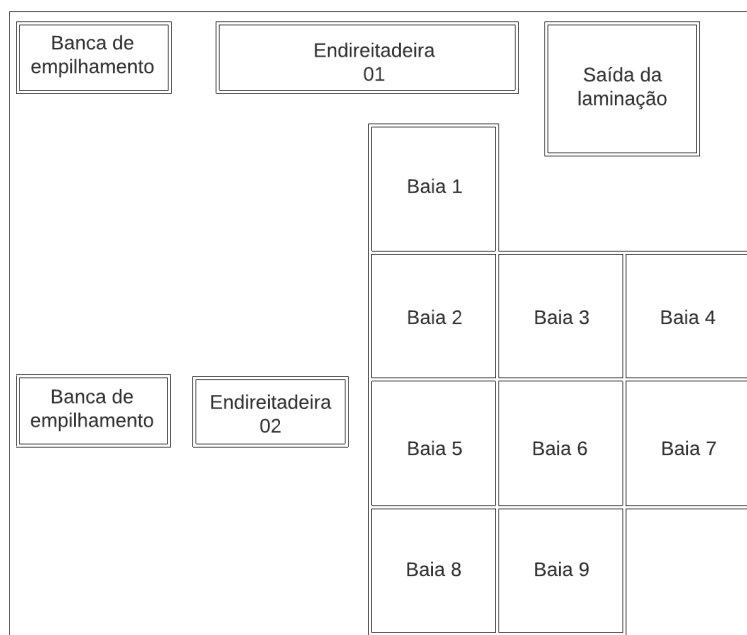 Banca de
empilhamento
Endireitadeira
01
Saída da
laminação
Baia 1
Baia 2
Baia 3
Baia 4
Banca de
empilhamento
Endireitadeira
02
Baia 5
Baia 6
Baia 7
Baia 8
Baia 9